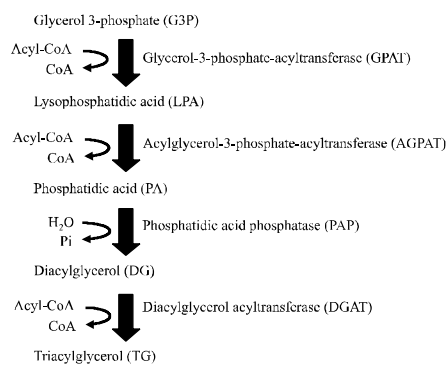 Glycerol 3-phosphate (G3P)
Acyl-CoA
CoA
Glycerol-3-phosphate-acyltransferase (GPAT)
Lysophosphatidic acid (LPA)
Acyl-CoA
CoA
Acylglycerol-3-phosphate-acyltransferase (AGPAT)
Phosphatidic acid (PA)
H₂O
Pi
Phosphatidic acid phosphatase (PAP)
Diacylglycerol (DG)
Acyl-CoA
CoA
Diacylglycerol acyltransferase (DGAT)
Triacylglycerol (TG)